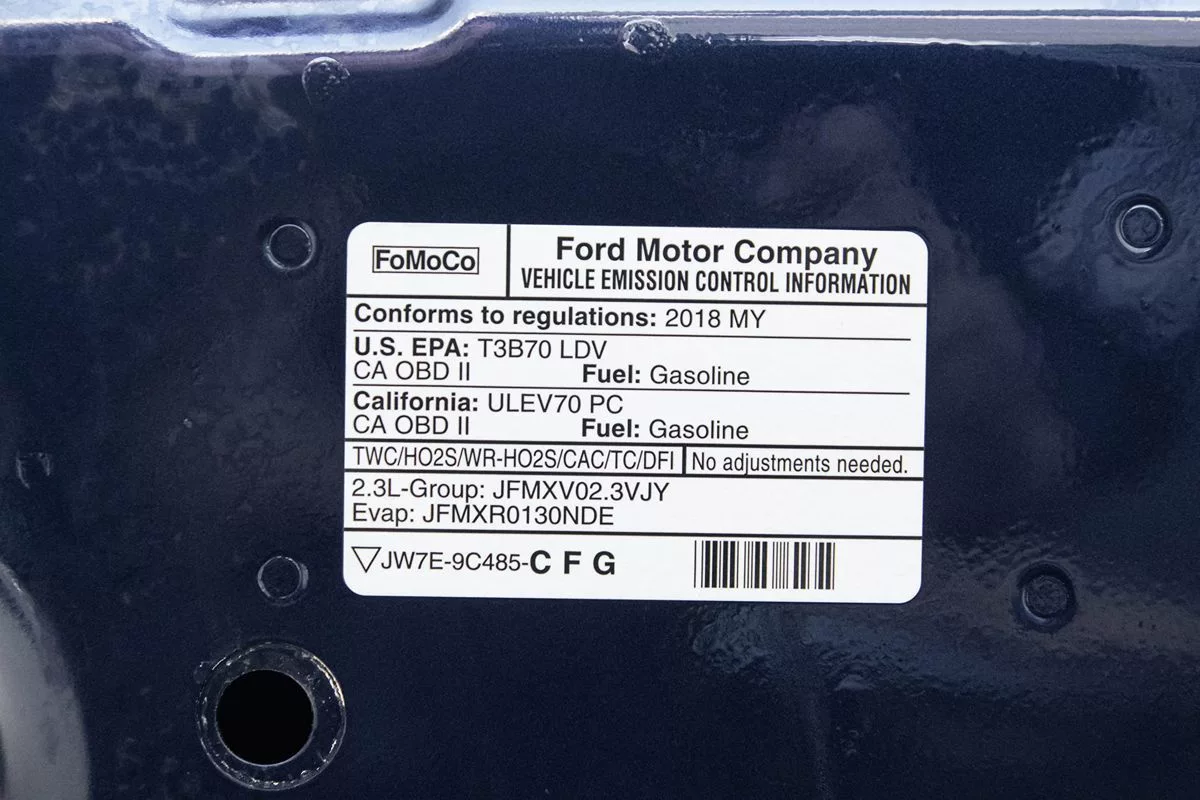 FoMoCo
Ford Motor Company
VEHICLE EMISSION CONTROL INFORMATION
Conforms to regulations: 2018 MY
U.S. EPA: T3B70 LDV
CA OBD II Fuel: Gasoline
California: ULEV70 PC
CA OBD II Fuel: Gasoline
TWC/HO2S/WR-HO2S/CAC/TC/DFI No adjustments needed.
2.3L-Group: JFMXV02.3VJY
Evap: JFMXR0130NDE
▽JW7E-9C485-C F G